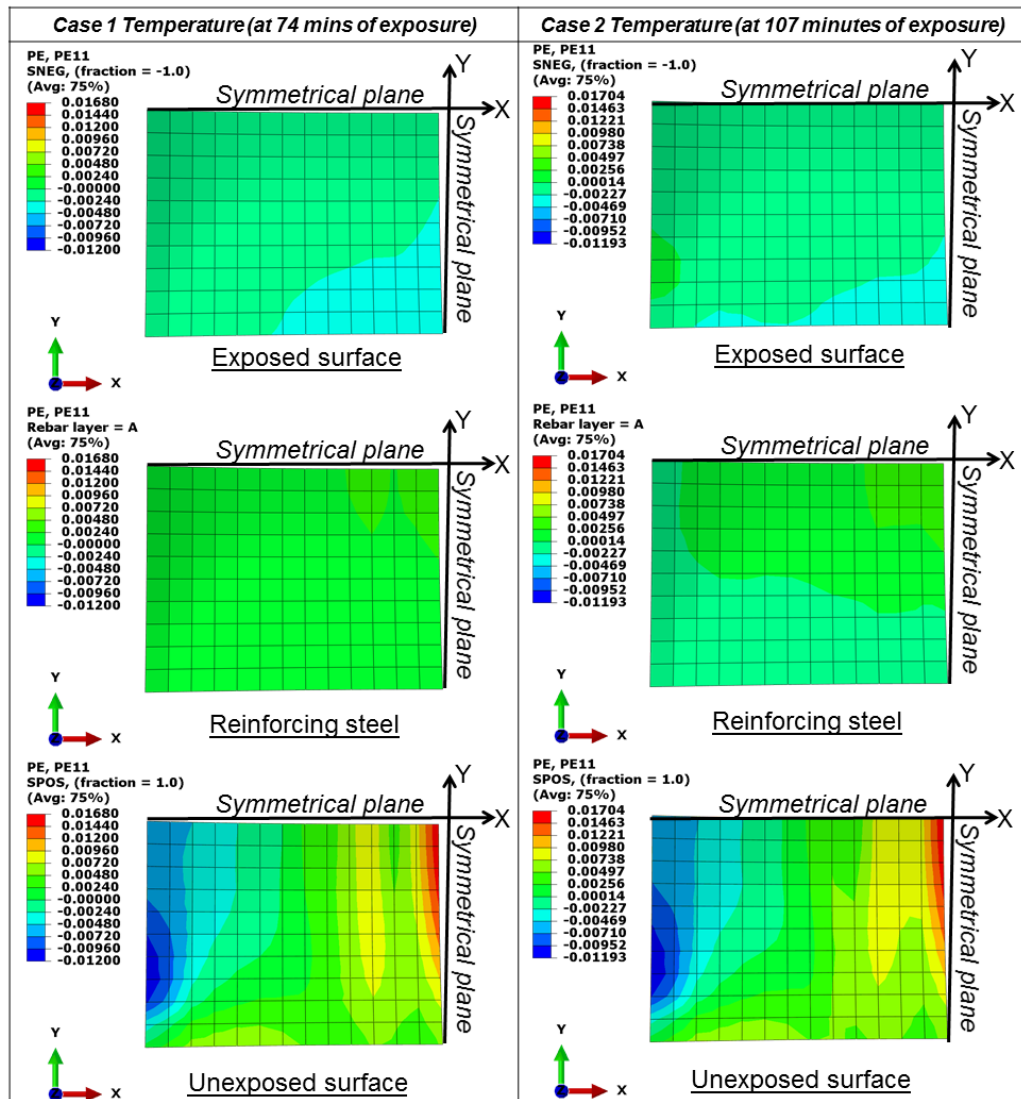 Case 1 Temperature (at 74 mins of exposure)
Case 2 Temperature (at 107 minutes of exposure)
PE, PE11
SNEG, (fraction = -1.0)
(Avg: 75%)
0.01680
0.01440
0.01200
0.00960
0.00720
0.00480
0.00240
-0.00000
-0.00240
-0.00480
-0.00720
-0.00960
-0.01200
Symmetrical plane
Y
X
Symmetrical plane
Y
X
Z
Exposed surface
PE, PE11
SNEG, (fraction = -1.0)
(Avg: 75%)
0.01704
0.01463
0.01221
0.00980
0.00738
0.00497
0.00256
0.00014
-0.00227
-0.00469
-0.00710
-0.00952
-0.01193
Symmetrical plane
Y
X
Symmetrical plane
Y
X
Z
Exposed surface
PE, PE11
Rebar layer = A
(Avg: 75%)
0.01680
0.01440
0.01200
0.00960
0.00720
0.00480
0.00240
-0.00000
-0.00240
-0.00480
-0.00720
-0.00960
-0.01200
Symmetrical plane
Y
X
Symmetrical plane
Y
X
Z
Reinforcing steel
PE, PE11
Rebar layer = A
(Avg: 75%)
0.01704
0.01463
0.01221
0.00980
0.00738
0.00497
0.00256
0.00014
-0.00227
-0.00469
-0.00710
-0.00952
-0.01193
Symmetrical plane
Y
X
Symmetrical plane
Y
X
Z
Reinforcing steel
PE, PE11
SPOS, (fraction = 1.0)
(Avg: 75%)
0.01680
0.01440
0.01200
0.00960
0.00720
0.00480
0.00240
-0.00000
-0.00240
-0.00480
-0.00720
-0.00960
-0.01200
Symmetrical plane
Y
X
Symmetrical plane
Y
X
Z
Unexposed surface
PE, PE11
SPOS, (fraction = 1.0)
(Avg: 75%)
0.01704
0.01463
0.01221
0.00980
0.00738
0.00497
0.00256
0.00014
-0.00227
-0.00469
-0.00710
-0.00952
-0.01193
Symmetrical plane
Y
X
Symmetrical plane
Y
X
Z
Unexposed surface